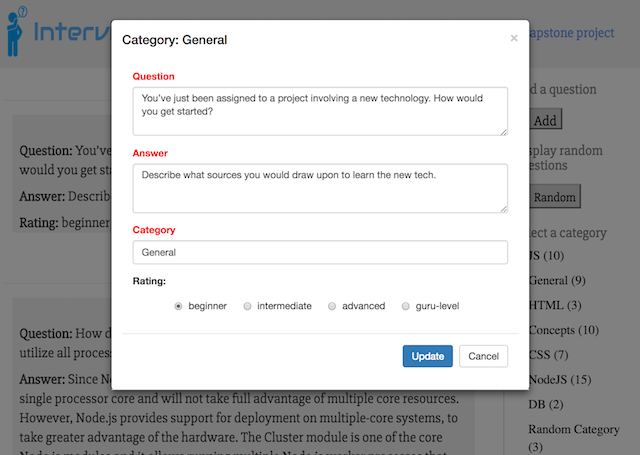 Category: General
×
Question
You've just been assigned to a project involving a new technology. How would
you get started?
Answer
Describe what sources you would draw upon to learn the new tech.
Category
General
Rating:
beginner
intermediate
advanced
guru-level
Update
Cancel
?
Interv
apstone project
Question: You've
would you get sta
Answer: Describ
Rating: beginner
Question: How d
utilize all process
Answer: Since No
single processor core and will not take full advantage of multiple core resources.
However, Node.js provides support for deployment on multiple-core systems, to
take greater advantage of the hardware. The Cluster module is one of the core
d a question
Add
splay random
estions
Random
lect a category
JS (10)
General (9)
HTML (3)
Concepts (10)
CSS (7)
NodeJS (15)
DB (2)
Random Category
(3)